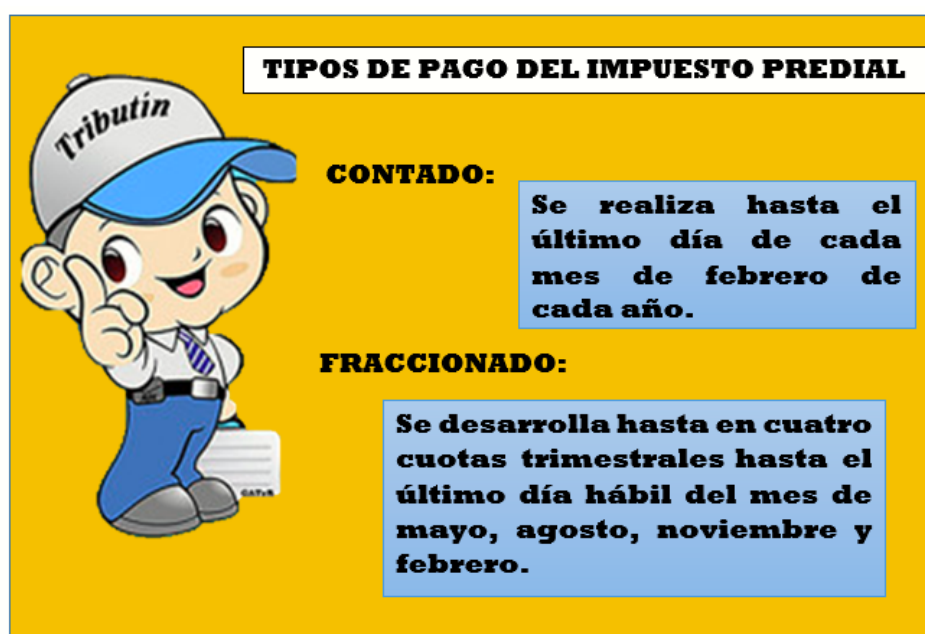 TIPOS DE PAGO DEL IMPUESTO PREDIAL
Tributin
CONTADO:
Se realiza hasta el
último día de cada
mes de febrero de
cada año.
FRACCIONADO:
Se desarrolla hasta en cuatro
cuotas trimestrales hasta el
último día hábil del mes de
mayo, agosto, noviembre y
febrero.